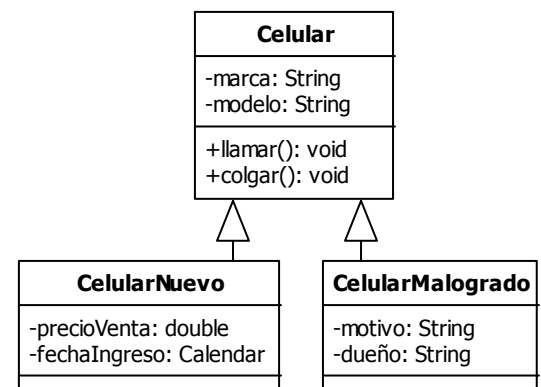 Celular
-marca: String
-modelo: String
+llamar(): void
+colgar(): void
CelularNuevo
-precioVenta: double
-fechaIngreso: Calendar
CelularMalogrado
-motivo: String
-dueño: String